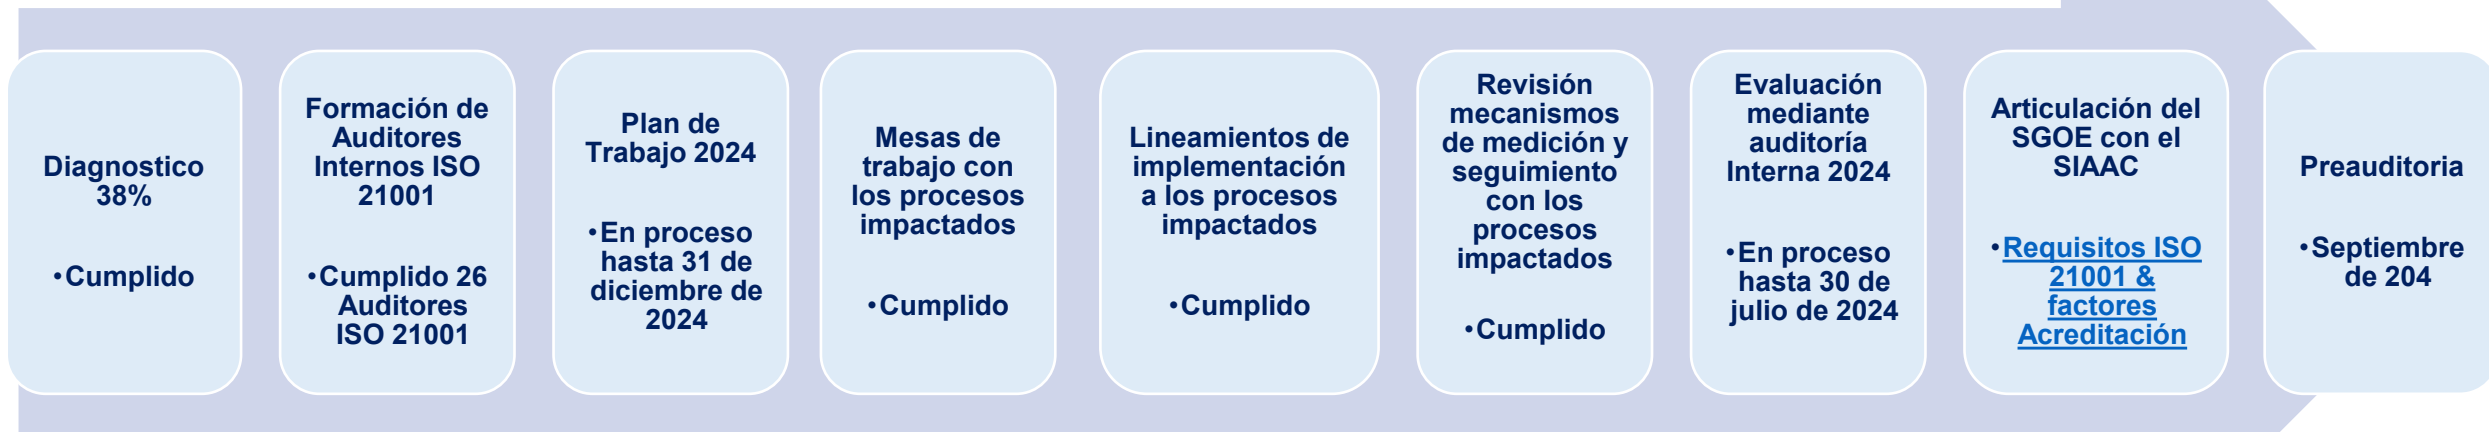 Diagnostico
38%
•Cumplido
Formación de
Auditores
Internos ISO
21001
•Cumplido 26
Auditores
ISO 21001
Plan de
Trabajo 2024
•En proceso
hasta 31 de
diciembre de
2024
Mesas de
trabajo con
los procesos
impactados
•Cumplido
Lineamientos de
implementación
a los procesos
impactados
•Cumplido
Revisión
mecanismos
de medición y
seguimiento
con los
procesos
impactados
•Cumplido
Evaluación
mediante
auditoría
Interna 2024
•En proceso
hasta 30 de
julio de 2024
Articulación del
SGOE con el
SIAAC
•Requisitos ISO
21001 &
factores
Acreditación
Preauditoria
•Septiembre
de 204